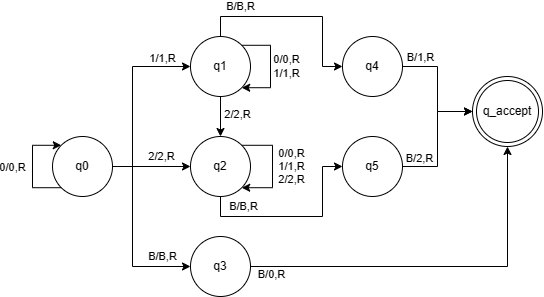 B/B,R
1/1,R
q1
0/0,R
1/1,R
q4
B/1,R
2/2,R
q_accept
0/0,R
q0
2/2,R
q2
0/0,R
1/1,R
2/2,R
q5
B/2,R
B/B,R
B/B,R
q3
B/0,R